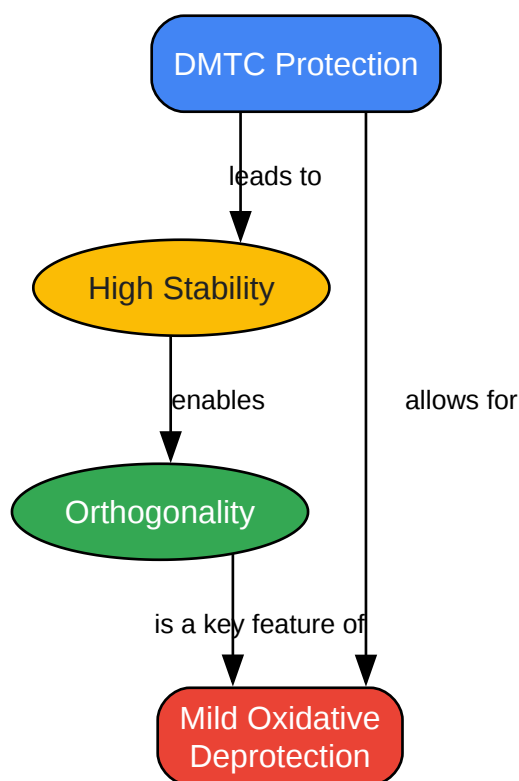 DMTC Protection
leads to
High Stability
enables
allows for
Orthogonality
is a key feature of
Mild Oxidative
Deprotection